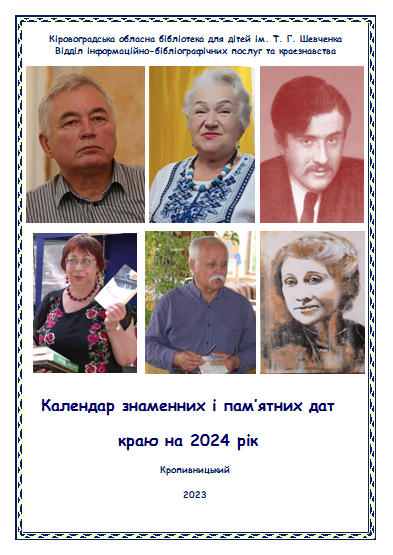 Кіровоградська обласна бібліотека для дітей ім. Т. Г. Шевченка
Відділ інформаційно-бібліографічних послуг та краєзнавства
Календар знаменних і пам’ятних дат
краю на 2024 рік
Кропивницький
2023